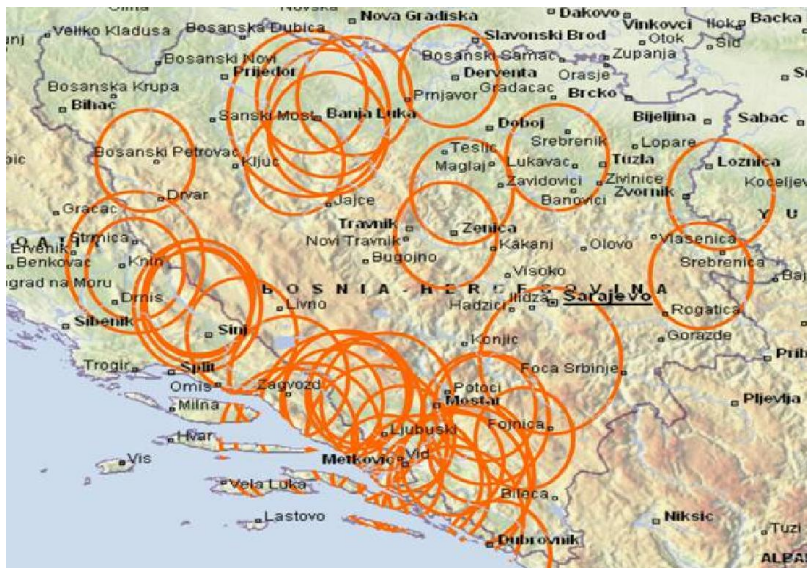 Nova Gradiska
Dakovo
Vinkovci
Ilok
Backa
Veliko Kladusa
Bosanska Dubica
Slavonski Brod
Otok
Sid
Bosanski Novi
Bosanski Samac
Zupanja
Prijedor
Derventa
Orasje
Bosanska Krupa
Prnjavor
Gradacac
Brcko
Bihac
Sanski Most
Banja Luka
Doboj
Bijeljina
Sabac
Srebrenik
Lopare
Bosanski Petrovac
Kljuc
Teslic
Maglaj
Lukavac
Tuzla
Loznica
Zavidovici
Zivinice
Koceljev
Drvar
Jajce
Banovici
Zvornik
Gracac
Y U
Travnik
Zenica
Strmica
Novi Travnik
Kakanj
Olovo
Vlasenica
Ervenik
Benkovac
Knin
Bugojno
Visoko
Srebrenica
BOSNIA-HERCEGOVINA
Drnis
Livno
Hadzici
Ilidza
Sarajevo
Rogatica
Sibenik
Sinj
Konjic
Gorazde
Trogir
Split
Foca Srbinje
Omis
Zagvozd
Potoci
Milna
Mostar
Pljevlja
Hvar
Ljubuski
Fojnica
Vis
Metkovic
Vid
Vela Luka
Bileca
Lastovo
Niksic
Tuzi
Dubrovnik